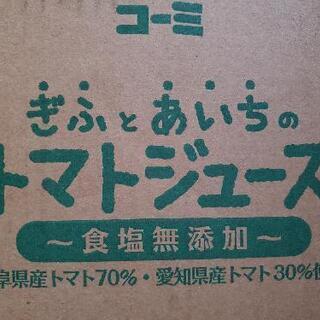 コーミ
ぎふとあいちの
トマトジュース
～食塩無添加～
阜県産トマト70%・愛知県産トマト30%使